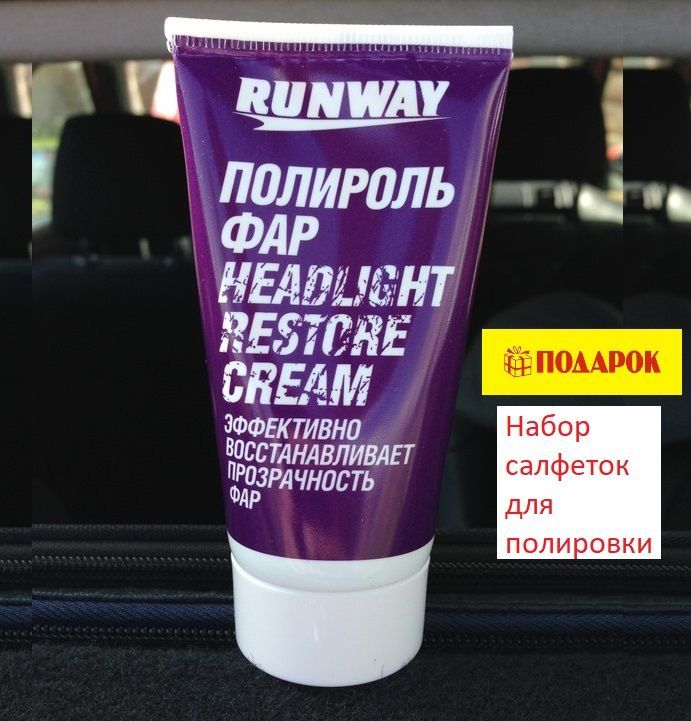 RUNWAY
ПОЛИРОЛЬ
ФАР
HEADLIGHT
RESTORE
CREAM
ЭФФЕКТИВНО
ВОССТАНАВЛИВАЕТ
ПРОЗРАЧНОСТЬ
ФАР
ПОДАРОК
Набор
салфеток
для
полировки